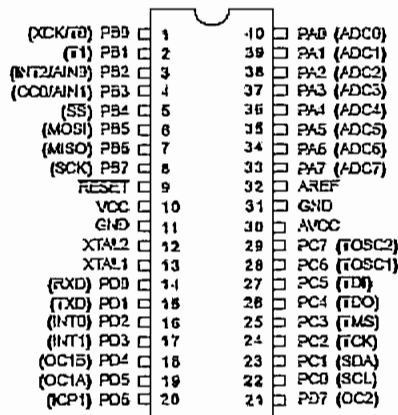 (XCK/T0) PB0 1 40 PA0 (ADC0)
(T1) PB1 2 39 PA1 (ADC1)
(INT2/AIN0) PB2 3 38 PA2 (ADC2)
(OC0/AIN1) PB3 4 37 PA3 (ADC3)
(SS) PB4 5 36 PA4 (ADC4)
(MOSI) PB5 6 35 PA5 (ADC5)
(MISO) PB6 7 34 PA6 (ADC6)
(SCK) PB7 8 33 PA7 (ADC7)
RESET 9 32 AREF
VCC 10 31 GND
GND 11 30 AVCC
XTAL2 12 29 PC7 (TOSC2)
XTAL1 13 28 PC6 (TOSC1)
(RXD) PD0 14 27 PC5 (TDI)
(TXD) PD1 15 26 PC4 (TDO)
(INT0) PD2 16 25 PC3 (TMS)
(INT1) PD3 17 24 PC2 (TCK)
(OC1B) PD4 18 23 PC1 (SDA)
(OC1A) PD5 19 22 PC0 (SCL)
(ICP1) PD6 20 21 PD7 (OC2)